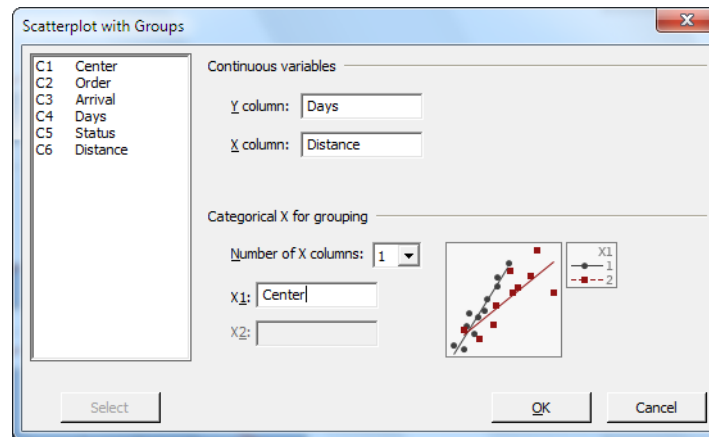 Scatterplot with Groups
x
C1 Center
C2 Order
C3 Arrival
C4 Days
C5 Status
C6 Distance
Continuous variables
Y column: Days
X column: Distance
Categorical X for grouping
Number of X columns: 1
X1: Center
X2:
X1
1
2
Select
OK
Cancel